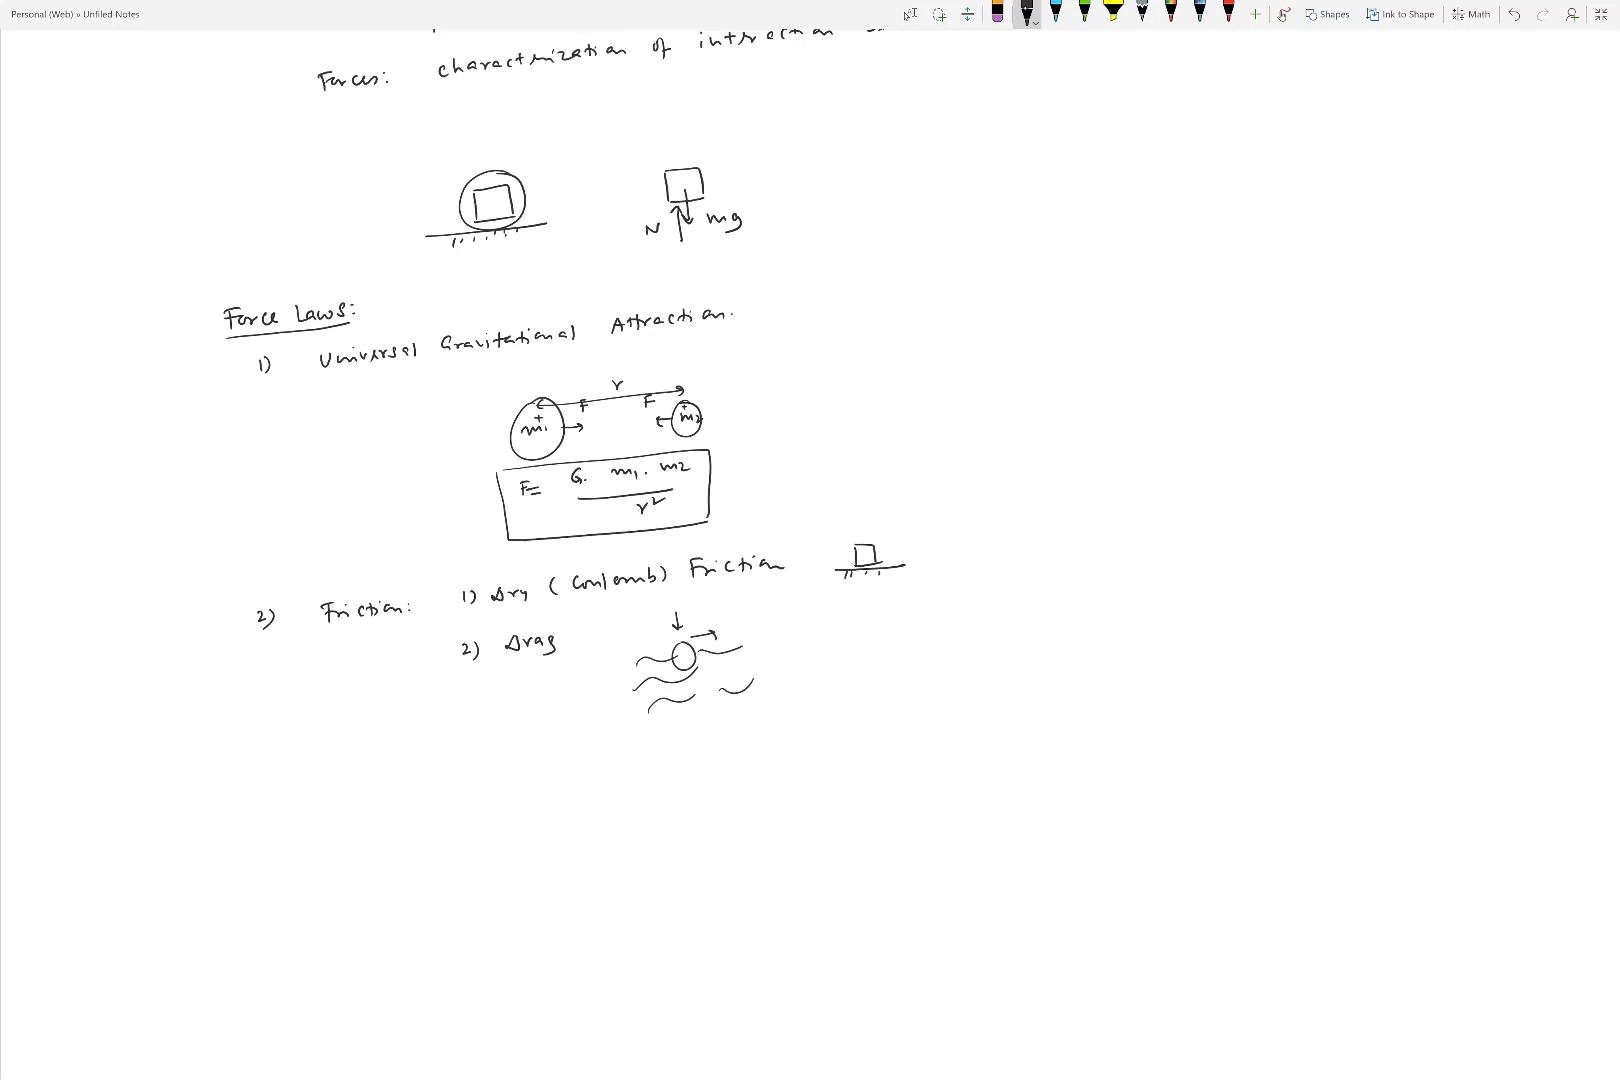 Personal (Web) » Unfiled Notes
Shapes
Ink to Shape
Math
Forces: characterization of
N mg
Force Laws:
1) Universal Gravitational Attraction.
r
F F
m1 m2
F= G. m1. m2
r²
2) Friction: 1) Dry (Coulomb) Friction
2) Drag